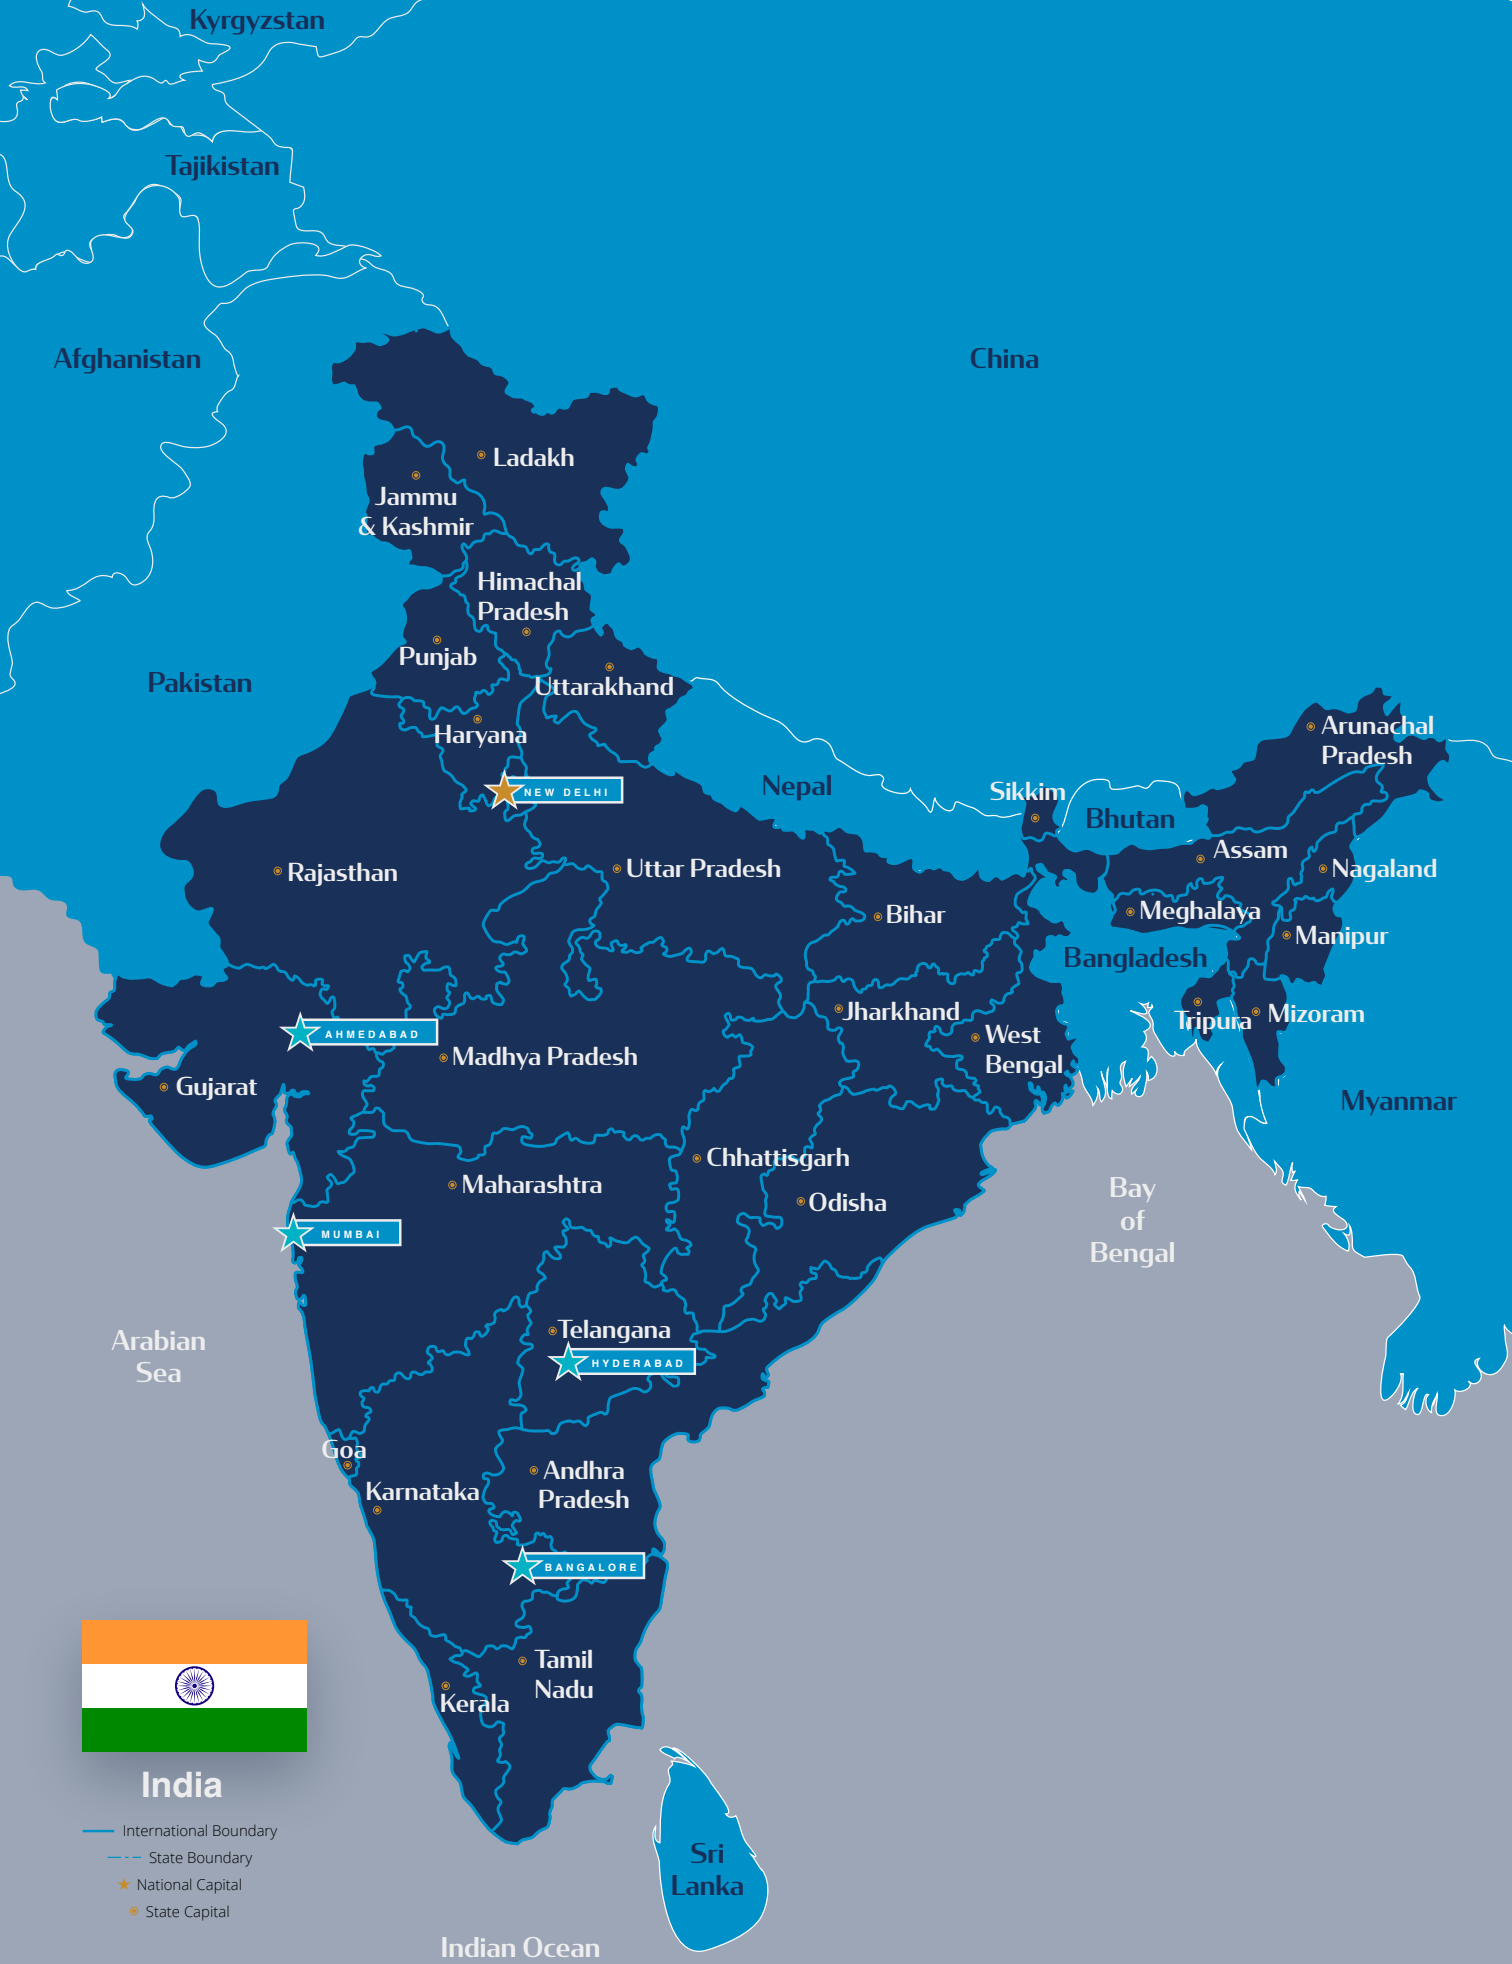 Kyrgyzstan
Tajikistan
Afghanistan
China
Ladakh
Jammu
& Kashmir
Himachal
Pradesh
Punjab
Pakistan
Uttarakhand
Haryana
NEW DELHI
Nepal
Sikkim
Bhutan
Arunachal
Pradesh
Assam
Nagaland
Rajasthan
Uttar Pradesh
Bihar
Meghalaya
Manipur
Bangladesh
Jharkhand
West
Bengal
Tripura
Mizoram
AHMEDABAD
Madhya Pradesh
Gujarat
Myanmar
Chhattisgarh
Maharashtra
Odisha
Bay
of
Bengal
MUMBAI
Arabian
Sea
Telangana
HYDERABAD
Goa
Karnataka
Andhra
Pradesh
BANGALORE
Tamil
Nadu
Kerala
India
International Boundary
State Boundary
National Capital
State Capital
Sri
Lanka
Indian Ocean